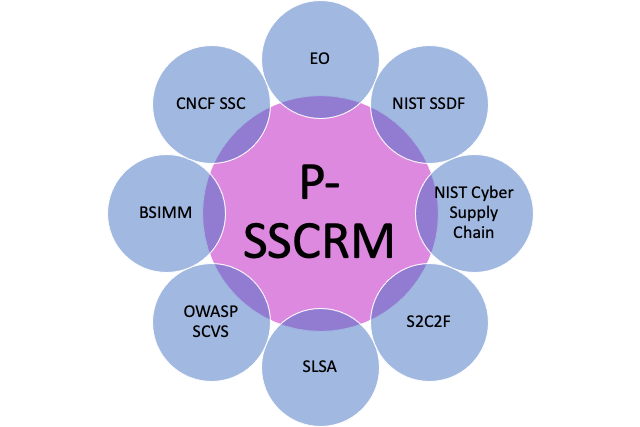 EO
CNCF SSC
NIST SSDF
P-
SSCRM
BSIMM
NIST Cyber
Supply
Chain
OWASP
SCVS
S2C2F
SLSA